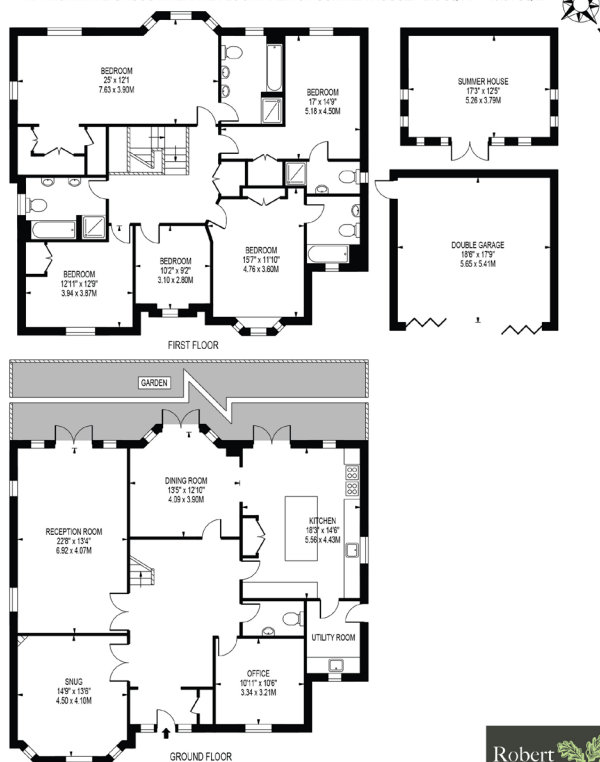 BEDROOM
25' x 12'1
7.63 x 3.90M
BEDROOM
17' x 14'9"
5.18 x 4.50M
SUMMER HOUSE
17'3" x 12'5"
5.26 x 3.79M
BEDROOM
12'11" x 12'9"
3.94 x 3.87M
BEDROOM
10'2" x 9'2"
3.10 x 2.80M
BEDROOM
15'7" x 11'10"
4.76 x 3.60M
DOUBLE GARAGE
18'6" x 17'9"
5.65 x 5.41M
FIRST FLOOR
GARDEN
DINING ROOM
13'5" x 12'10"
4.09 x 3.90M
RECEPTION ROOM
22'8" x 13'4"
6.92 x 4.07M
KITCHEN
18'3" x 14'6"
5.56 x 4.43M
UTILITY ROOM
SNUG
14'9" x 13'6"
4.50 x 4.10M
OFFICE
10'11" x 10'6"
3.34 x 3.21M
GROUND FLOOR
Robert